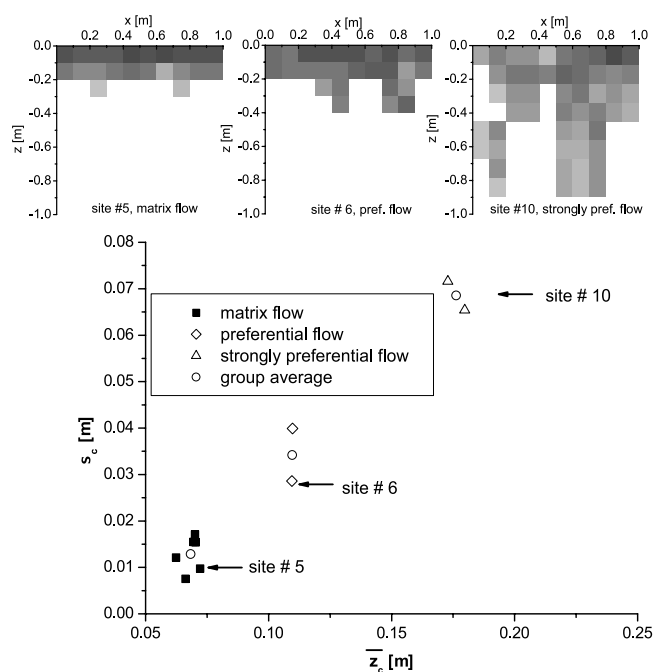 x [m] x [m] x [m]
0.0 0.2 0.4 0.6 0.8 1.0 0.0 0.2 0.4 0.6 0.8 1.0 0.0 0.2 0.4 0.6 0.8 1.0
0.0 0.0 0.0
-0.2 -0.2 -0.2
-0.4 -0.4 -0.4
z [m] z [m] z [m]
-0.6 -0.6 -0.6
-0.8 -0.8 -0.8
site #5, matrix flow site # 6, pref. flow site #10, strongly pref. flow
-1.0 -1.0 -1.0
0.08
0.07
site # 10
matrix flow
preferential flow
strongly preferential flow
group average
0.06
0.05
0.04
s_c [m]
0.03
site # 6
0.02
site # 5
0.01
0.00
0.05 0.10 0.15 0.20 0.25
z̅_c [m]